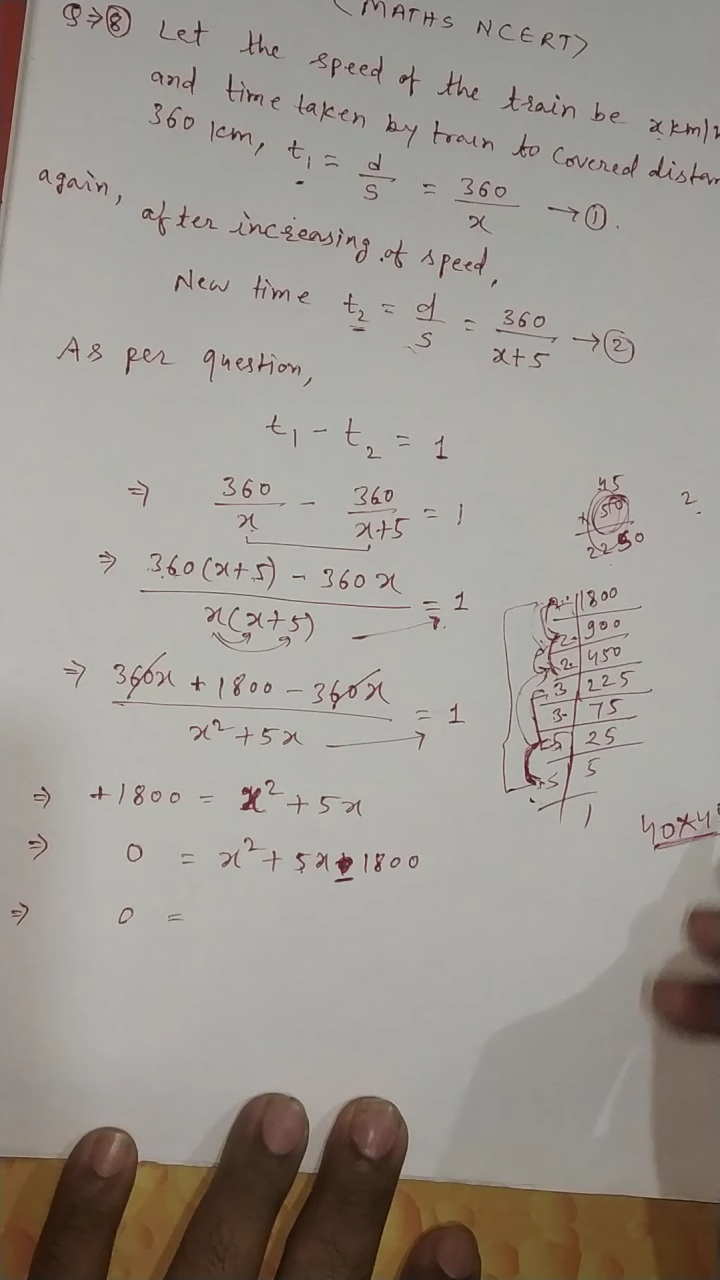 (MATHS NCERT)
Q⇒⑧ Let the speed of the train be x km/h
and time taken by train to covered distan
360 km, t₁ = d/s = 360/x → ①.
again, after increasing of speed,
New time t₂ = d/s = 360/x+5 → ②
As per question,
t₁ - t₂ = 1
⇒ 360/x - 360/x+5 = 1
⇒ 360(x+5) - 360x / x(x+5) = 1
⇒ 360x + 1800 - 360x / x² + 5x = 1
⇒ +1800 = x² + 5x
⇒ 0 = x² + 5x - 1800
⇒ 0 =
45
×50
2250
2.
2 1800
2 900
2 450
3 225
3 75
5 25
5 5
1